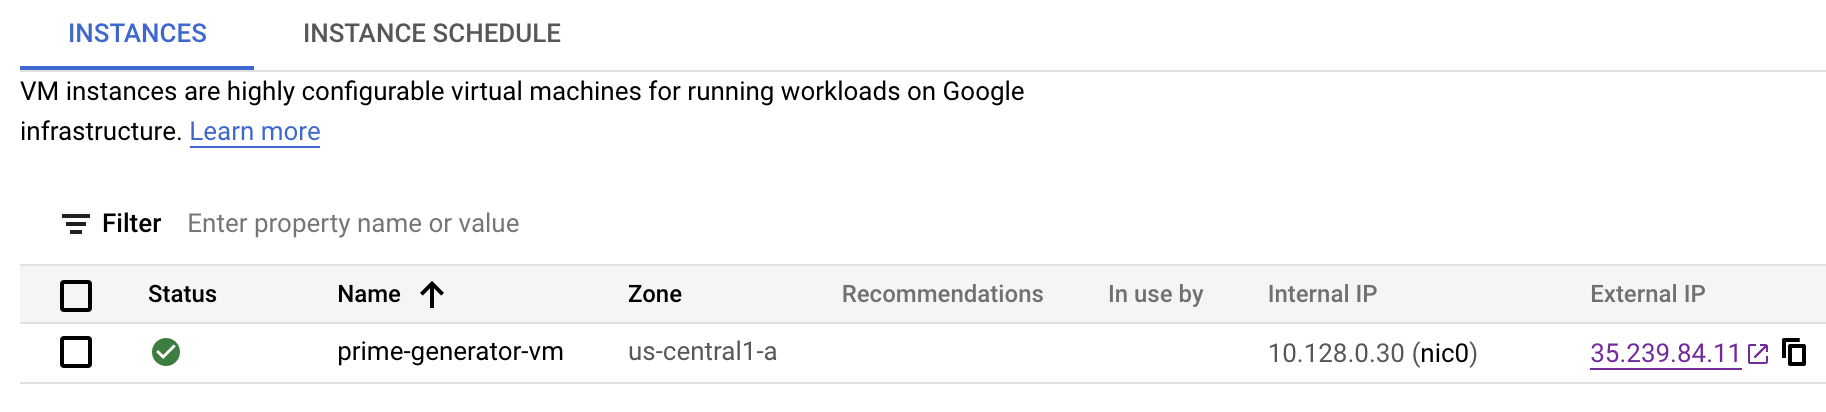 INSTANCES INSTANCE SCHEDULE
VM instances are highly configurable virtual machines for running workloads on Google
infrastructure. Learn more
Filter Enter property name or value
Status Name Zone Recommendations In use by Internal IP External IP
prime-generator-vm us-central1-a 10.128.0.30 (nic0) 35.239.84.11